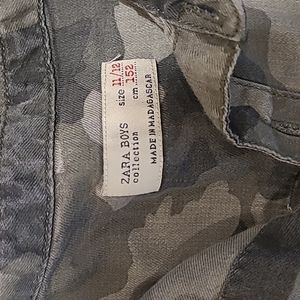 ZARA BOYS
collection
size 11/12
cm 152
MADE IN MADAGASCAR